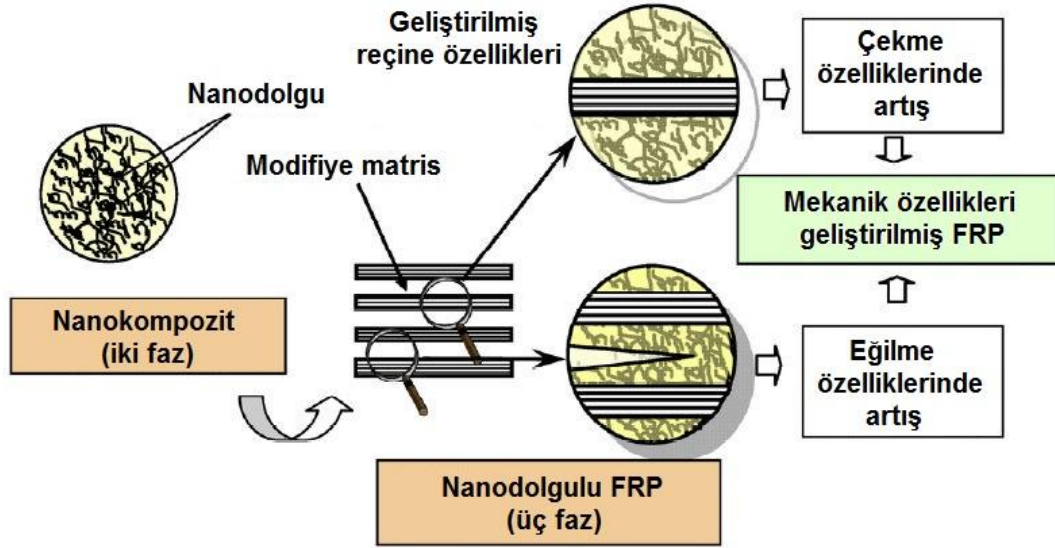 Geliştirilmiş
reçine özellikleri
Nanodolgu
Modifiye matris
Nanokompozit
(iki faz)
Nanodolgulu FRP
(üç faz)
Çekme
özelliklerinde
artış
Mekanik özellikleri
geliştirilmiş FRP
Eğilme
özelliklerinde
artış